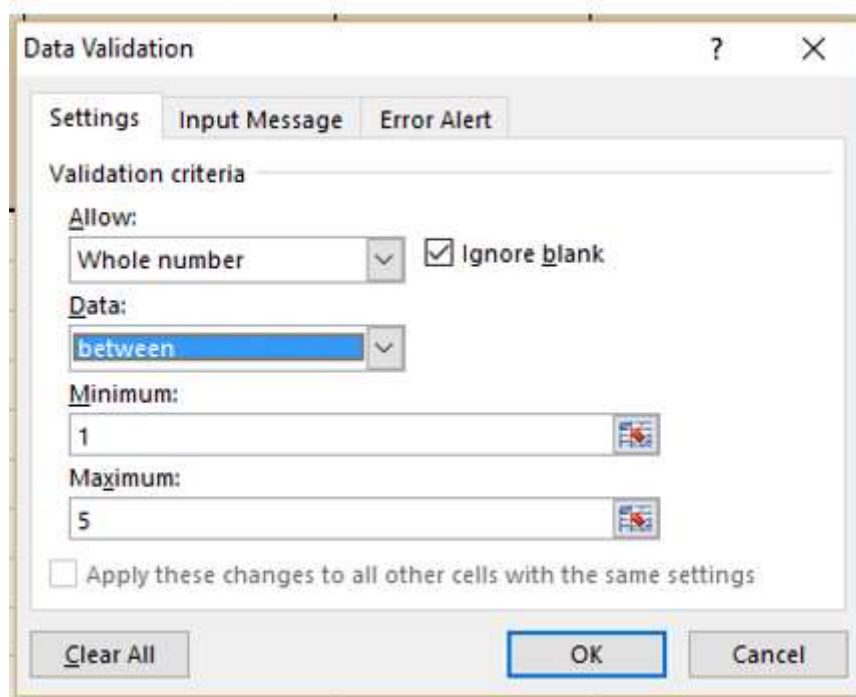 Data Validation ? X
Settings Input Message Error Alert
Validation criteria
Allow:
Whole number Ignore blank
Data:
between
Minimum:
1
Maximum:
5
Apply these changes to all other cells with the same settings
Clear All OK Cancel